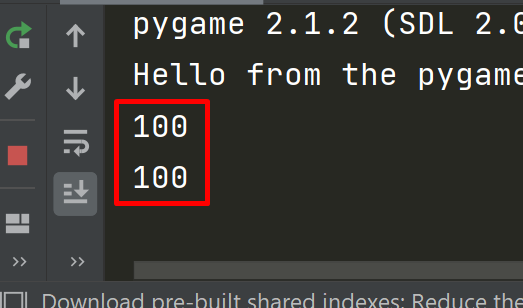 pygame 2.1.2 (SDL 2.0
Hello from the pygame
100
100
Download pre-built shared indexes: Reduce the